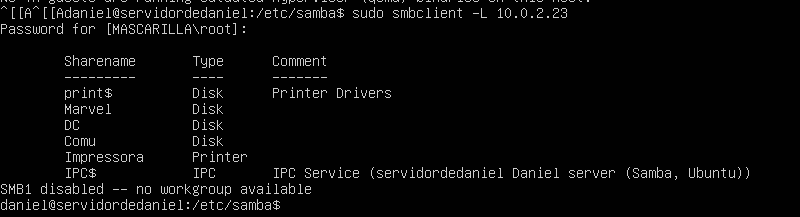 ^[[A^[[Adaniel@servidordedaniel:/etc/samba$ sudo smbclient -L 10.0.2.23
Password for [MASCARILLA\root]:
Sharename Type Comment
--------- ---- -------
print$ Disk Printer Drivers
Marvel Disk
DC Disk
Comu Disk
Impressora Printer
IPC$ IPC IPC Service (servidordedaniel Daniel server (Samba, Ubuntu))
SMB1 disabled -- no workgroup available
daniel@servidordedaniel:/etc/samba$